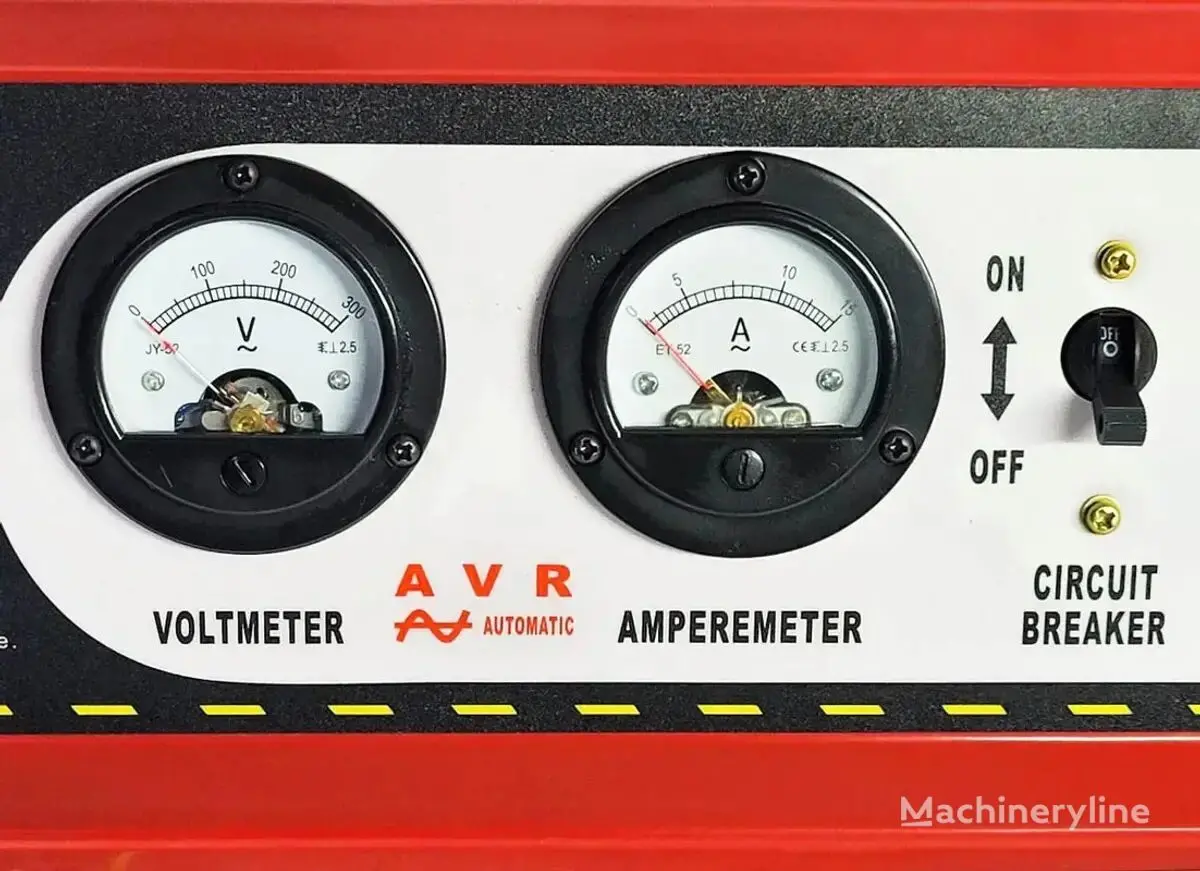 0 100 200 300
V
JY-52
⊥2.5
0 5 10 15
A
ET-52
CE ⊥2.5
ON
OFF
OFF
VOLTMETER
AVR
AUTOMATIC
AMPEREMETER
CIRCUIT
BREAKER
e.
Machineryline